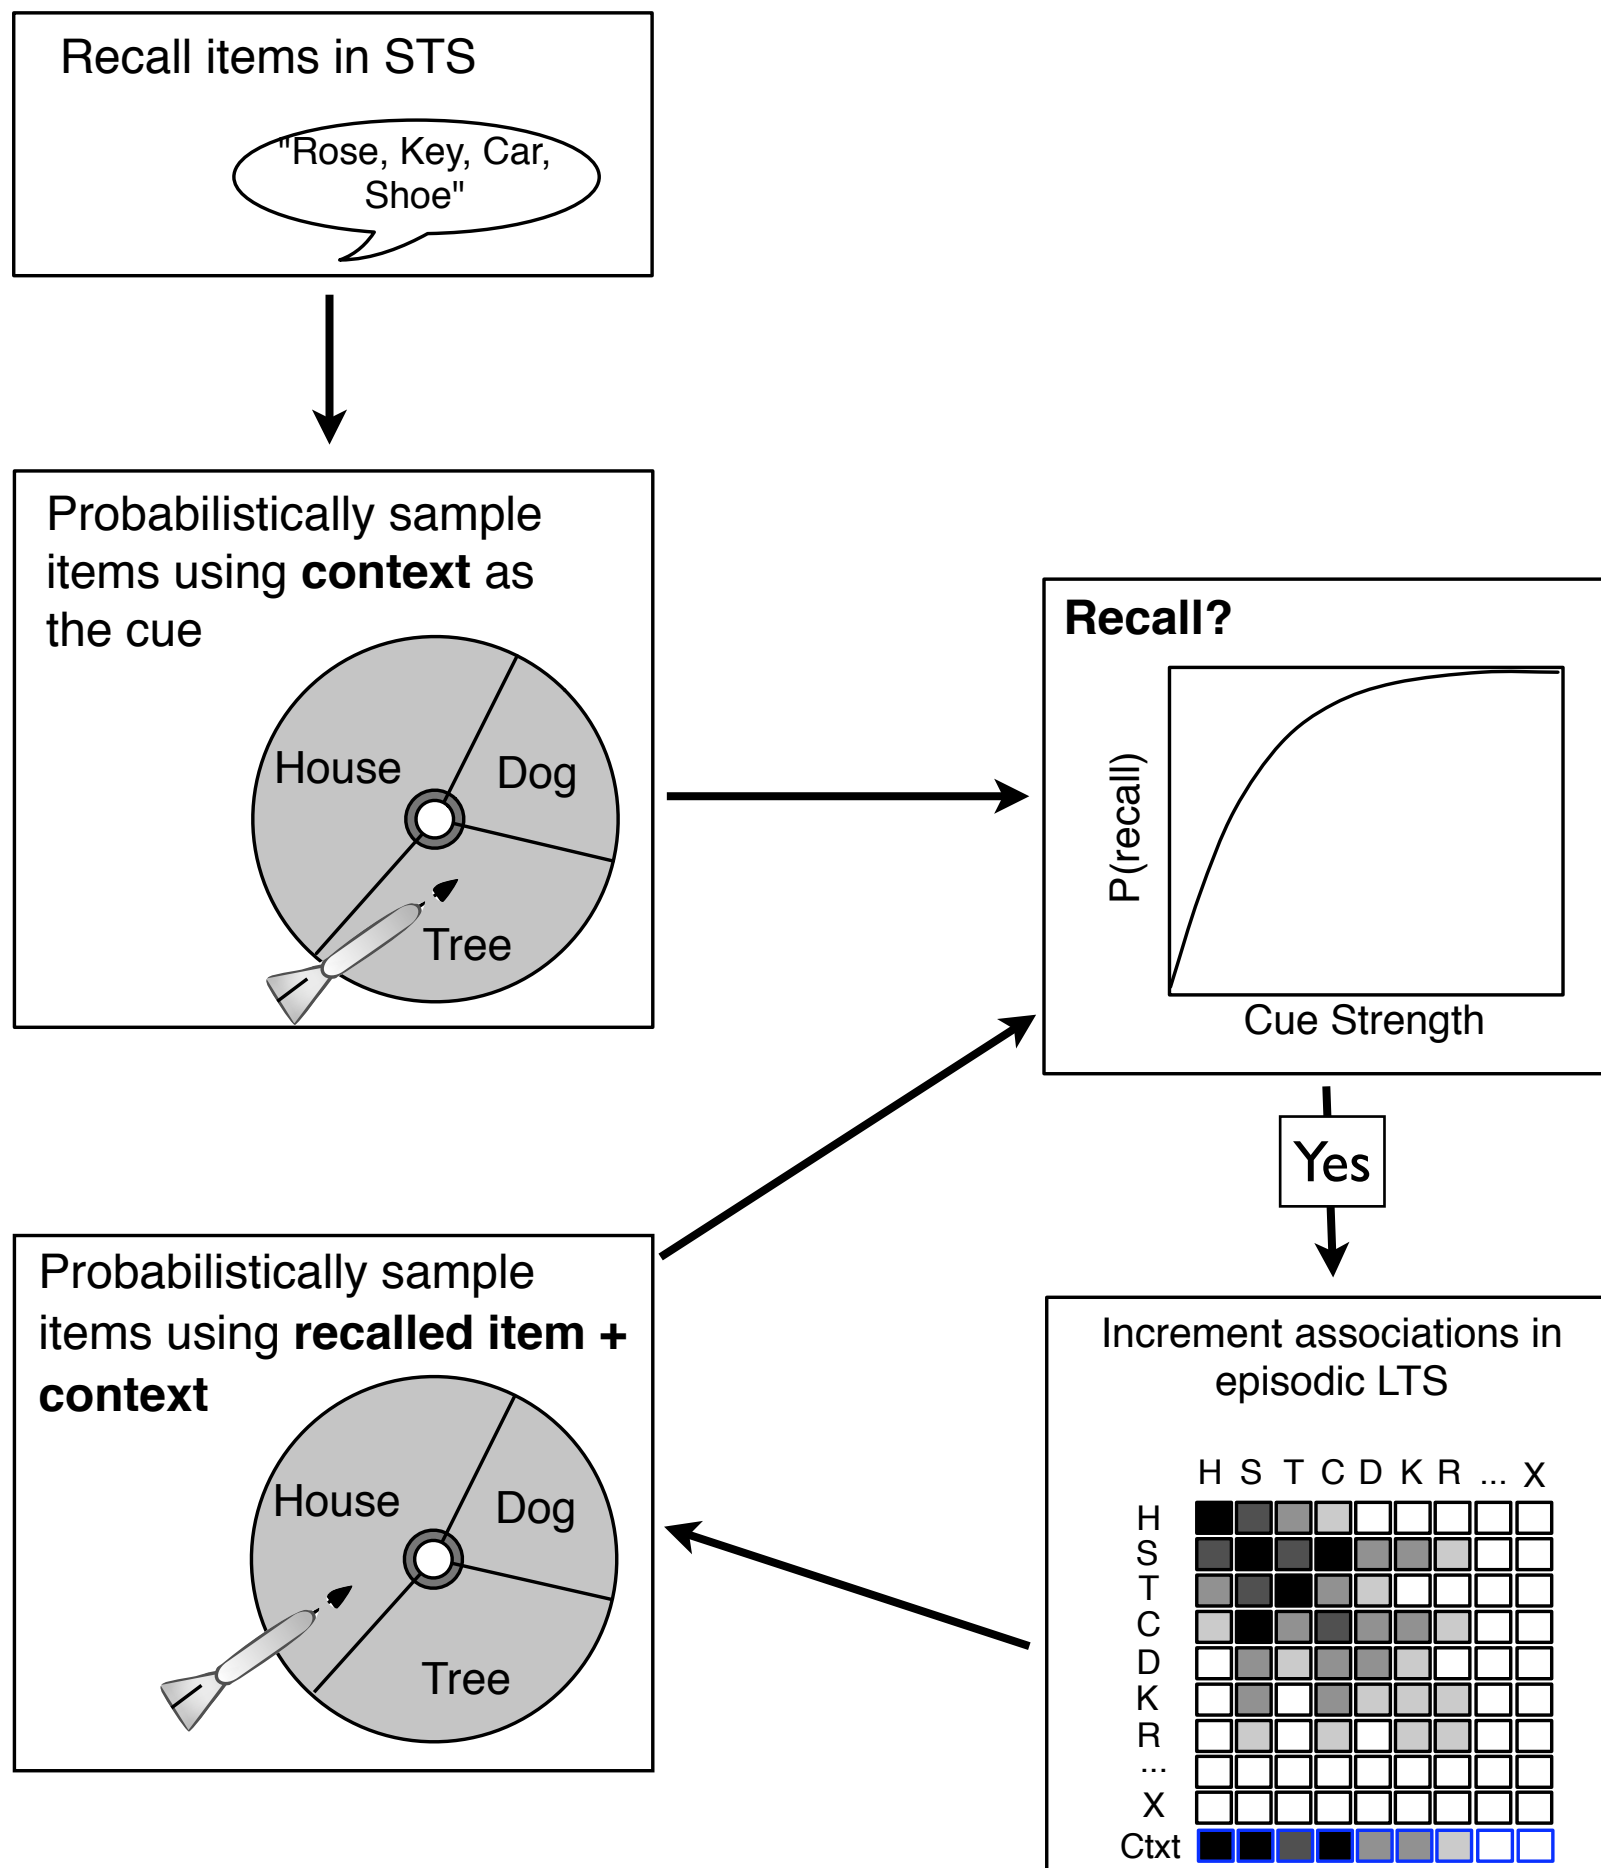 Recall items in STS
"Rose, Key, Car,
Shoe"
Probabilistically sample
items using context as
the cue
House
Dog
Tree
Recall?
P(recall)
Cue Strength
Yes
Probabilistically sample
items using recalled item +
context
House
Dog
Tree
Increment associations in
episodic LTS
H S T C D K R ... X
H
S
T
C
D
K
R
...
X
Ctxt